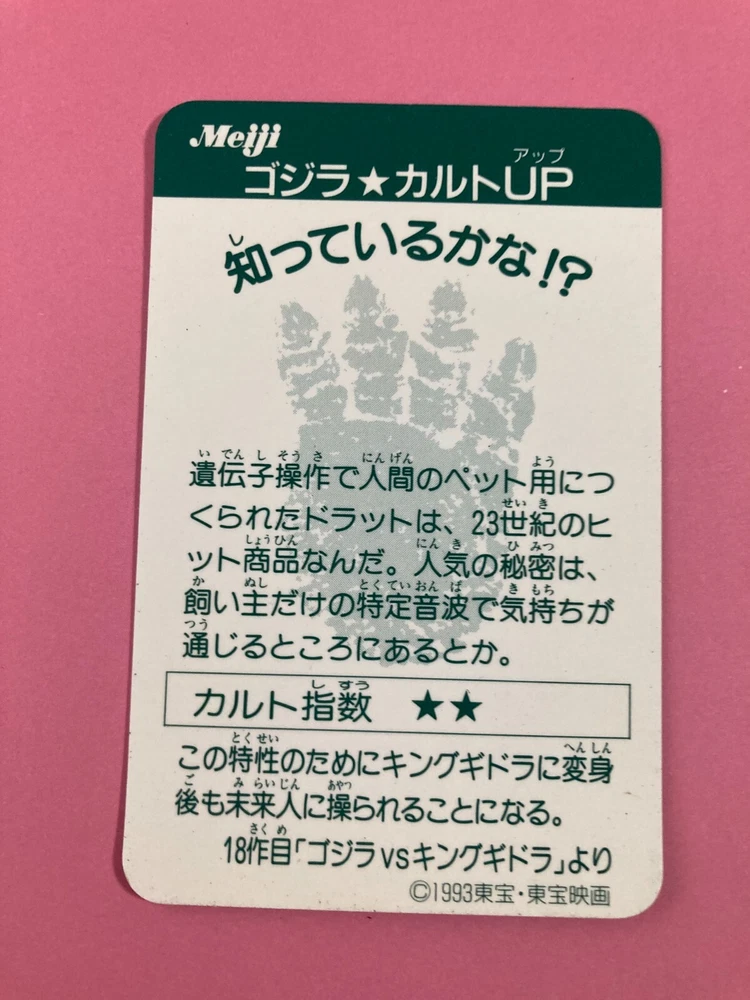 Meiji
アップ
ゴジラ★カルトUP
し
知っているかな!?
い でん し そう さ にん げん よう
遺伝子操作で人間のペット用につ
せい き
くられたドラットは、23世紀のヒ
しょうひん にん き ひ みつ
ット商品なんだ。人気の秘密は、
か ぬし とくてい おん ぱ き も
飼い主だけの特定音波で気持ちが
つう
通じるところにあるとか。
し すう
カルト指数 ★★
とく せい へん しん
この特性のためにキングギドラに変身
ご み らい じん あやつ
後も未来人に操られることになる。
さく め
18作目「ゴジラvsキングギドラ」より
©1993東宝・東宝映画